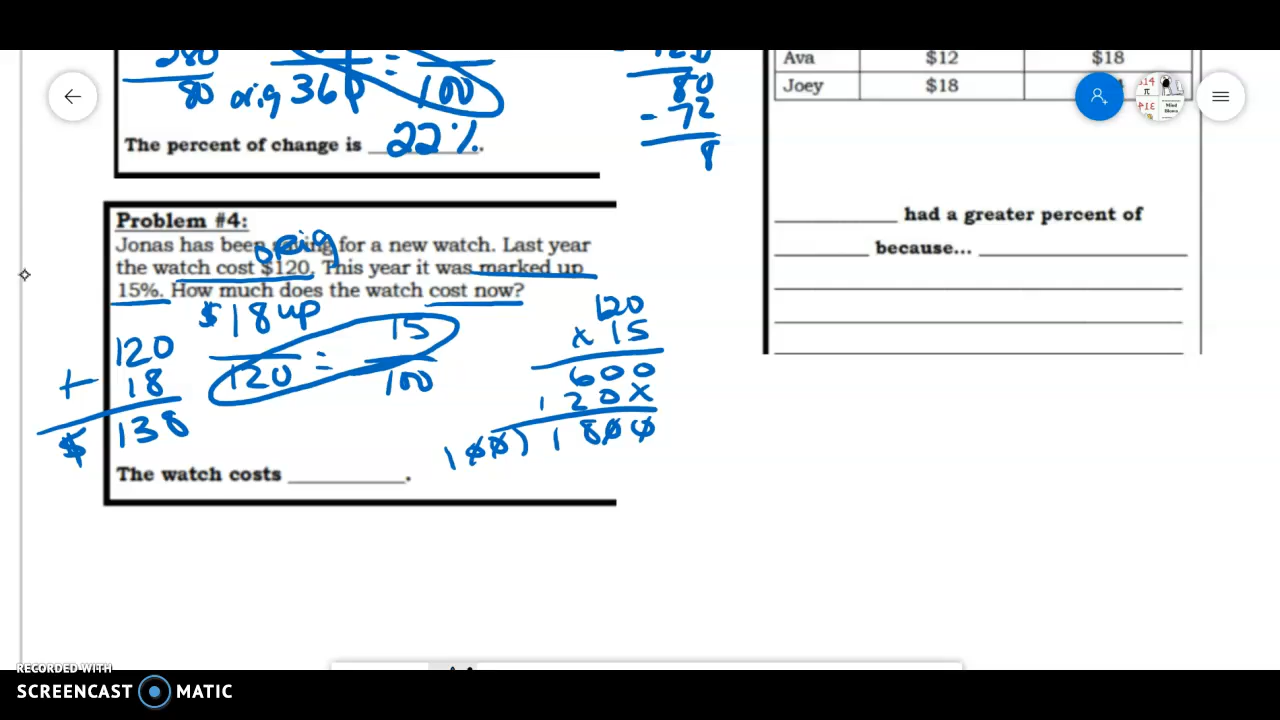 80
orig 360 = 100
The percent of change is 22%.
80
- 72
8
Ava $12 $18
Joey $18
had a greater percent of
because...
Problem #4:
orig
Jonas has been saving for a new watch. Last year
the watch cost $120. This year it was marked up
15%. How much does the watch cost now?
$18 up 15
120 = 100
120
+ 18
$ 138
120
x 15
600
120x
100) 1800
The watch costs .
RECORDED WITH
SCREENCAST MATIC